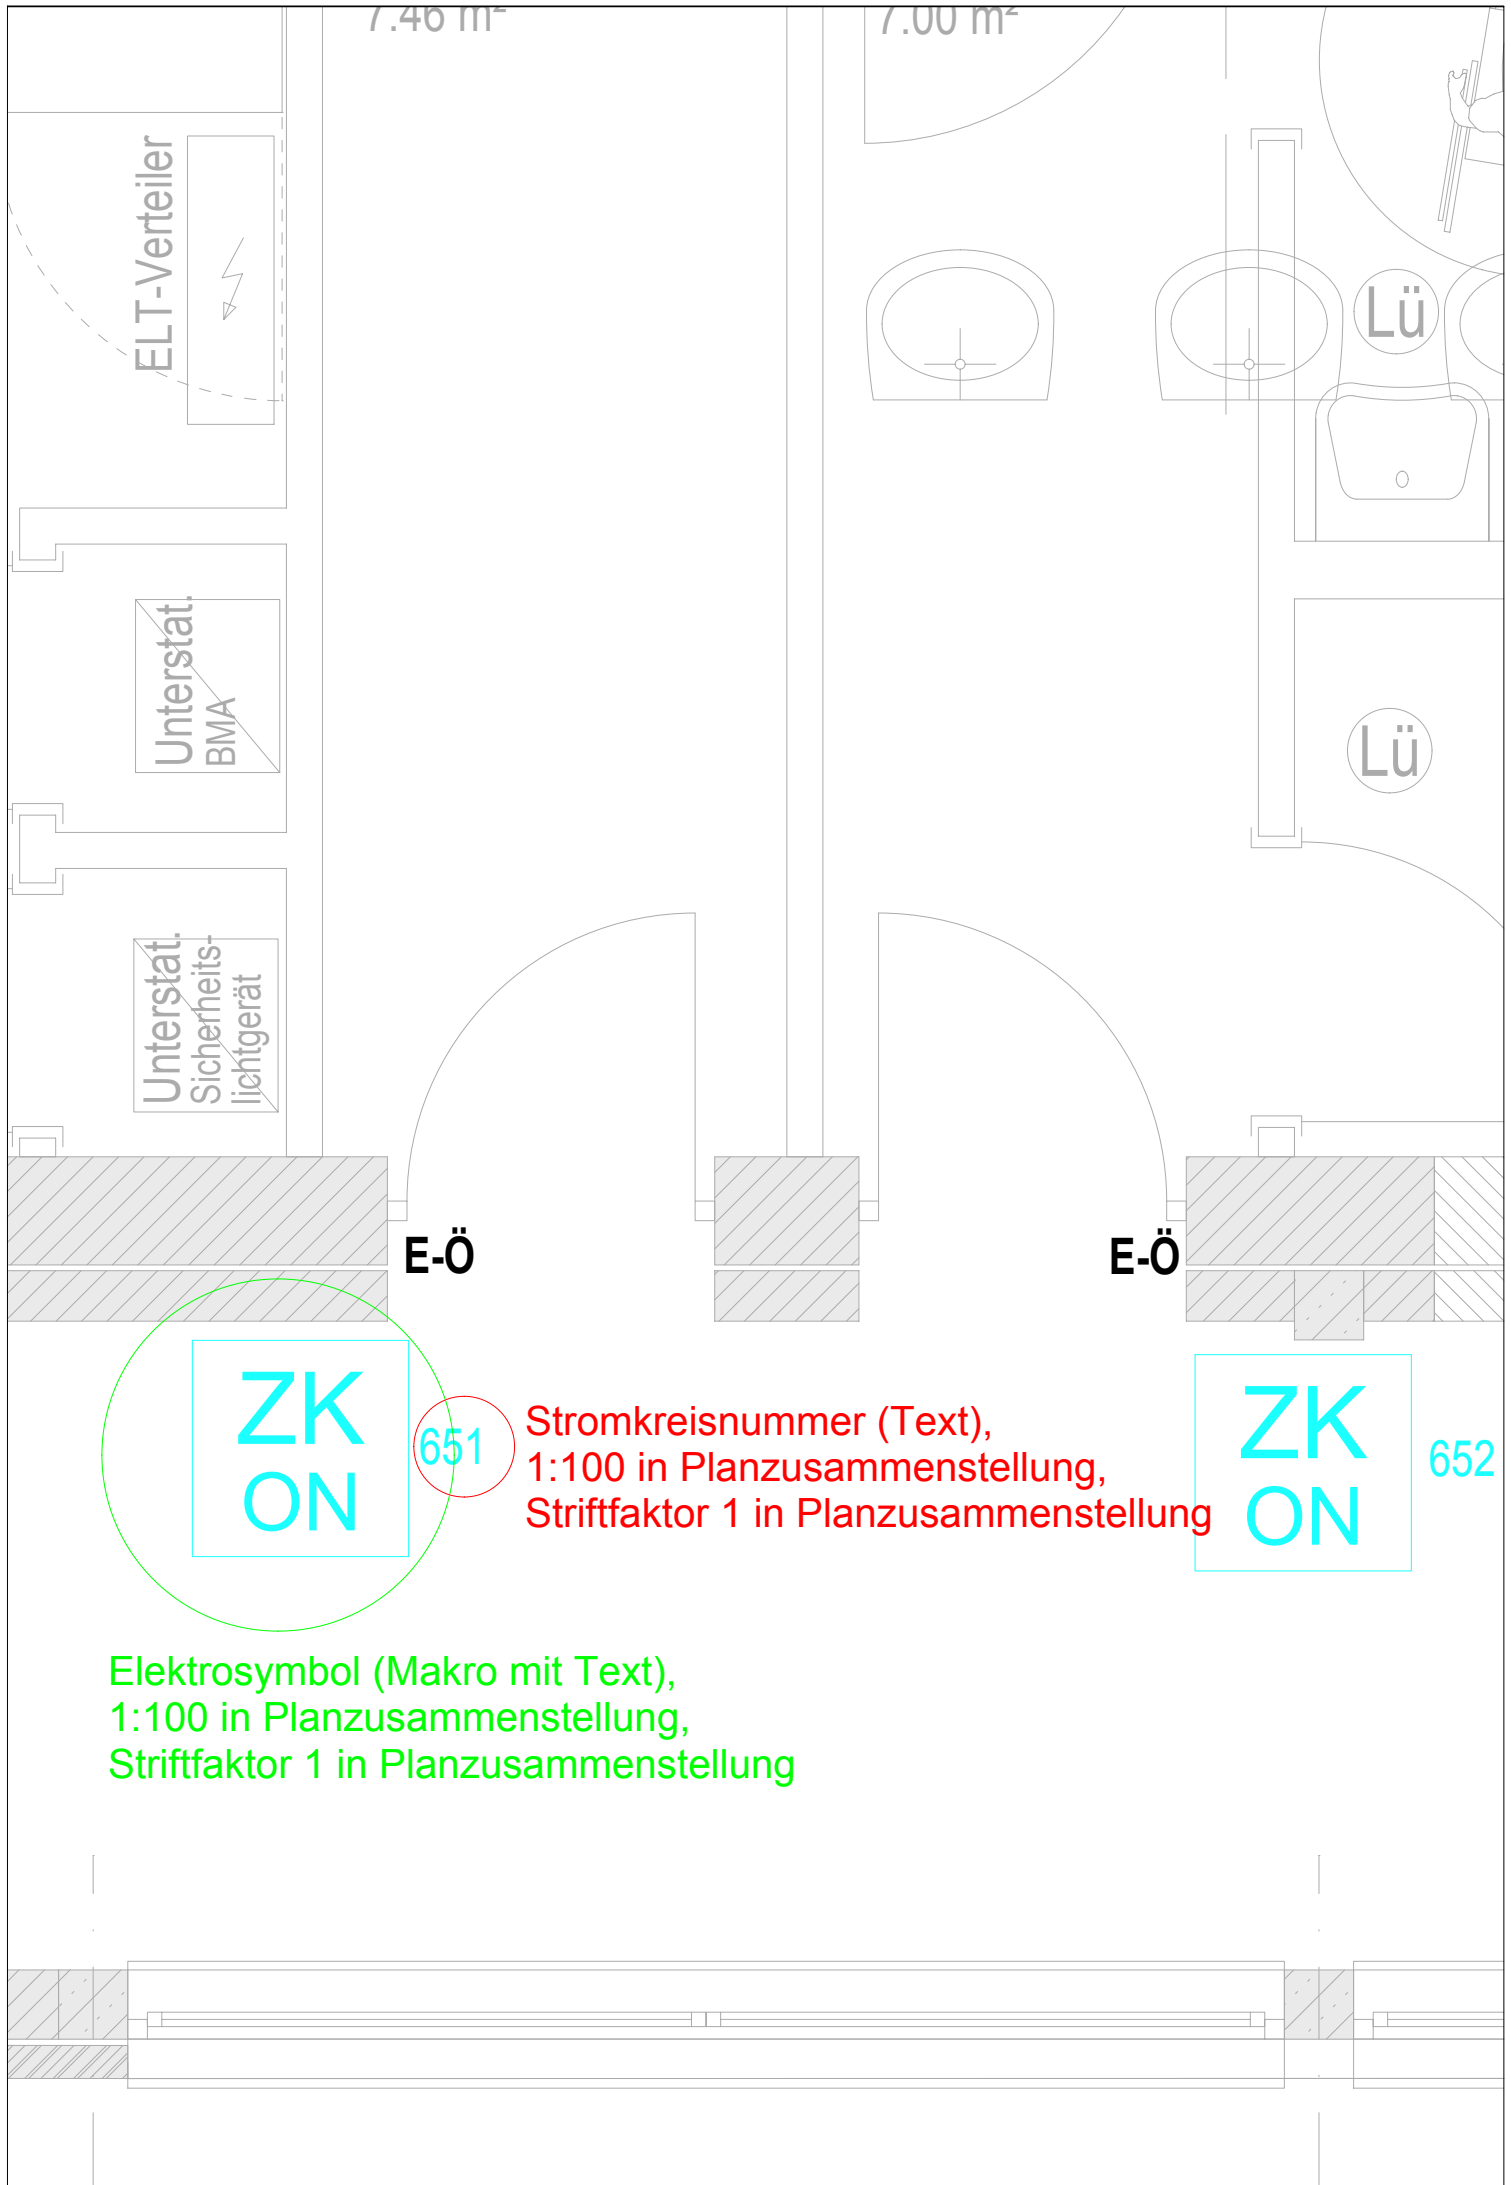 7.46 m²
7.00 m²
ELT-Verteiler
Lü
Unterstat.
BMA
Lü
Unterstat.
Sicherheits-
lichtgerät
E-Ö
E-Ö
ZK
ON
651
Stromkreisnummer (Text),
1:100 in Planzusammenstellung,
Striftfaktor 1 in Planzusammenstellung
ZK
ON
652
Elektrosymbol (Makro mit Text),
1:100 in Planzusammenstellung,
Striftfaktor 1 in Planzusammenstellung